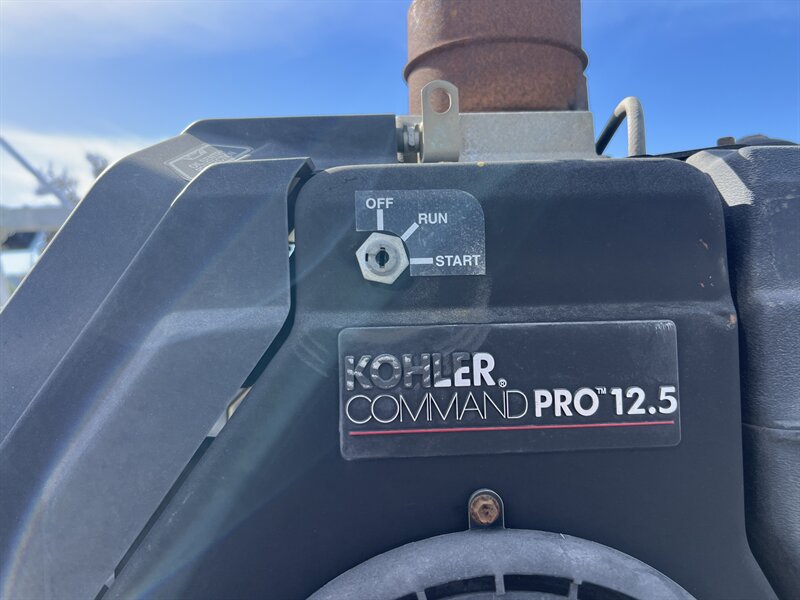 OFF
RUN
START
KOHLER®
COMMAND PRO™ 12.5